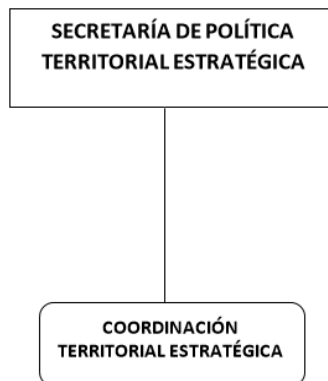 SECRETARÍA DE POLÍTICA
TERRITORIAL ESTRATÉGICA
COORDINACIÓN
TERRITORIAL ESTRATÉGICA